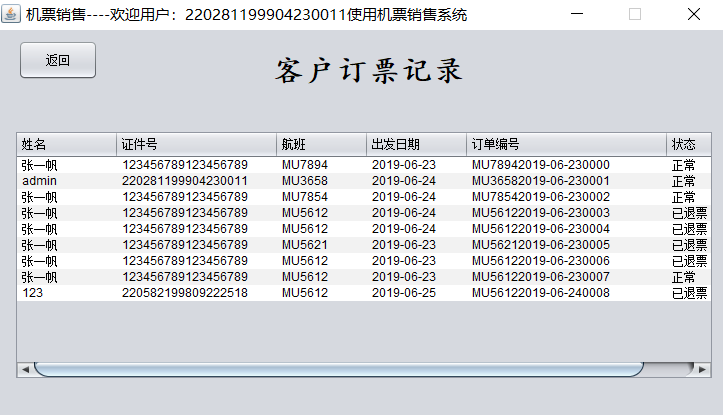 机票销售----欢迎用户：220281199904230011使用机票销售系统
返回
客户订票记录
姓名 证件号 航班 出发日期 订单编号 状态
张一帆 123456789123456789 MU7894 2019-06-23 MU78942019-06-230000 正常
admin 220281199904230011 MU3658 2019-06-24 MU36582019-06-230001 正常
张一帆 123456789123456789 MU7854 2019-06-24 MU78542019-06-230002 正常
张一帆 123456789123456789 MU5612 2019-06-24 MU56122019-06-230003 已退票
张一帆 123456789123456789 MU5612 2019-06-24 MU56122019-06-230004 已退票
张一帆 123456789123456789 MU5621 2019-06-23 MU56212019-06-230005 已退票
张一帆 123456789123456789 MU5612 2019-06-23 MU56122019-06-230006 已退票
张一帆 123456789123456789 MU5612 2019-06-23 MU56122019-06-230007 正常
123 220582199809222518 MU5612 2019-06-25 MU56122019-06-240008 已退票